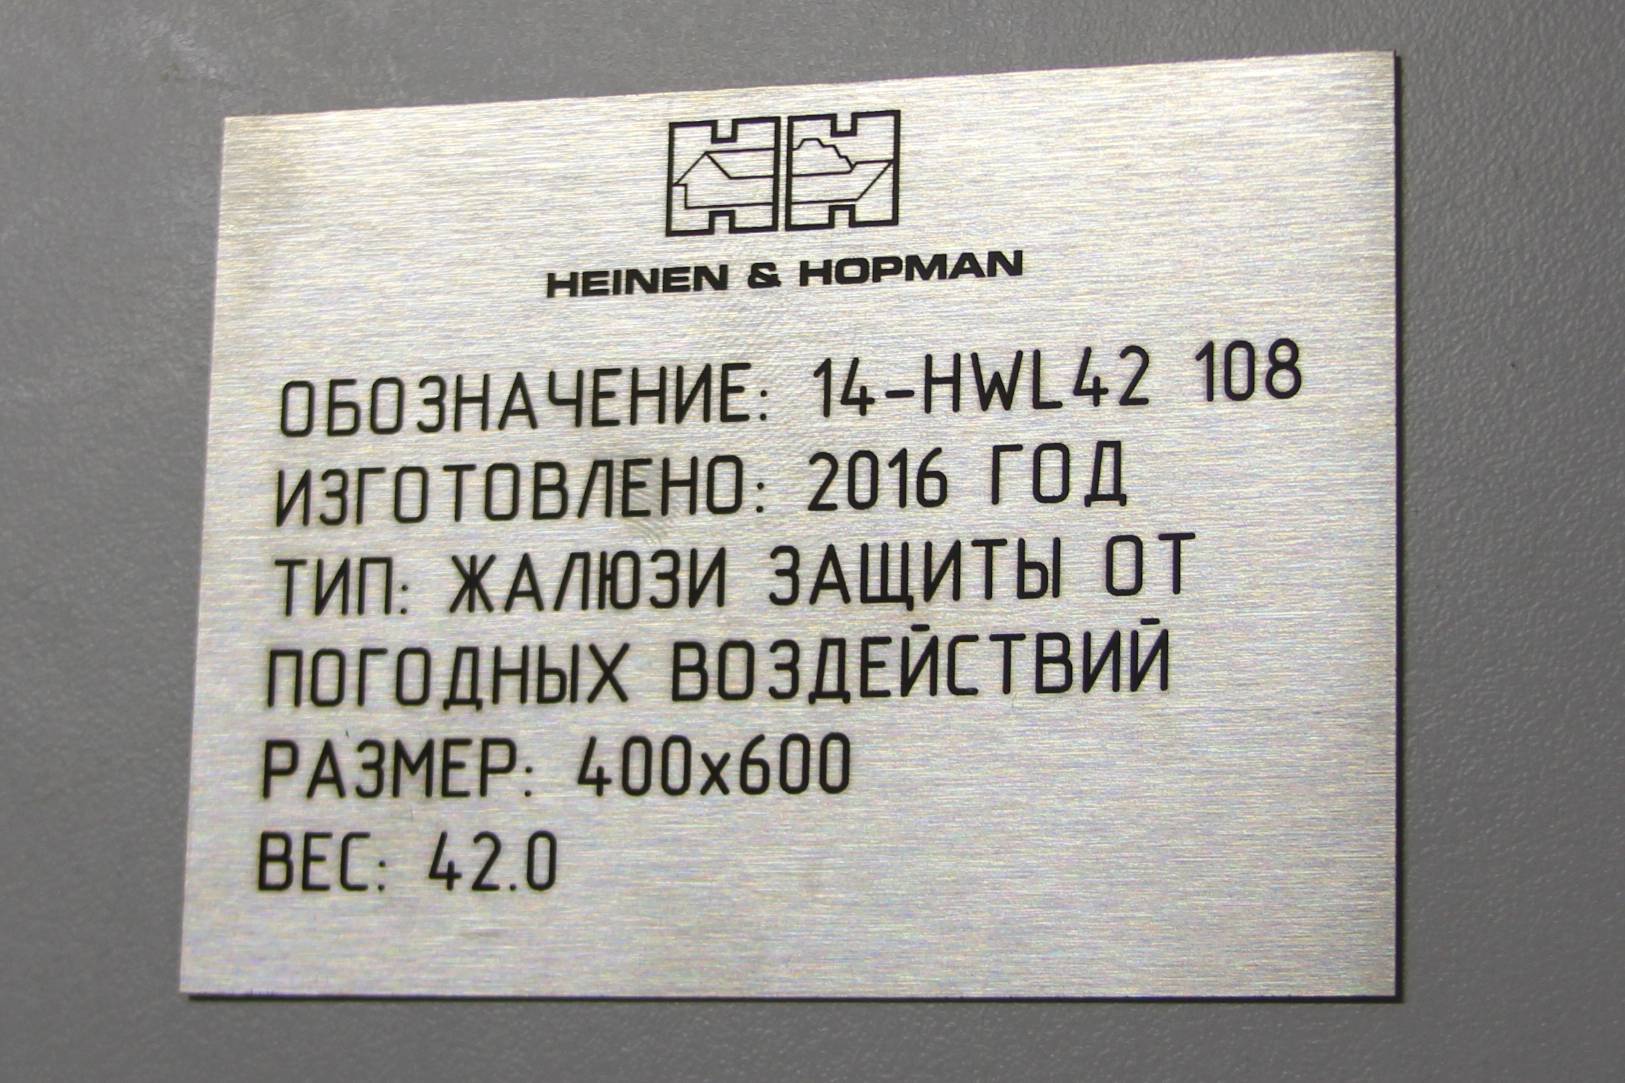 HEINEN & HOPMAN
ОБОЗНАЧЕНИЕ: 14-HWL42 108
ИЗГОТОВЛЕНО: 2016 ГОД
ТИП: ЖАЛЮЗИ ЗАЩИТЫ ОТ
ПОГОДНЫХ ВОЗДЕЙСТВИЙ
РАЗМЕР: 400x600
ВЕС: 42.0